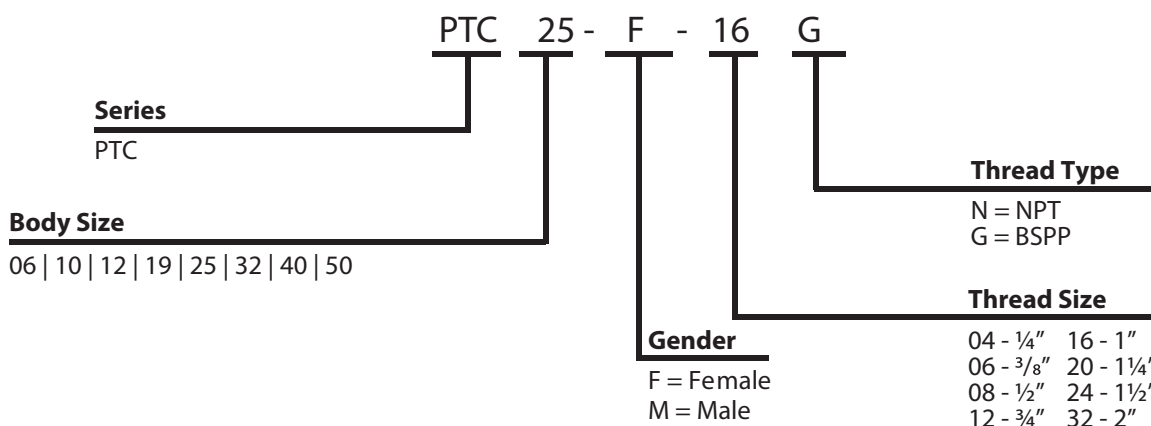 PTC 25 - F - 16 G
Series
PTC
Body Size
06 | 10 | 12 | 19 | 25 | 32 | 40 | 50
Gender
F = Female
M = Male
Thread Type
N = NPT
G = BSPP
Thread Size
04 - ¼" 16 - 1"
06 - ³/₈" 20 - 1¼"
08 - ½" 24 - 1½"
12 - ¾" 32 - 2"